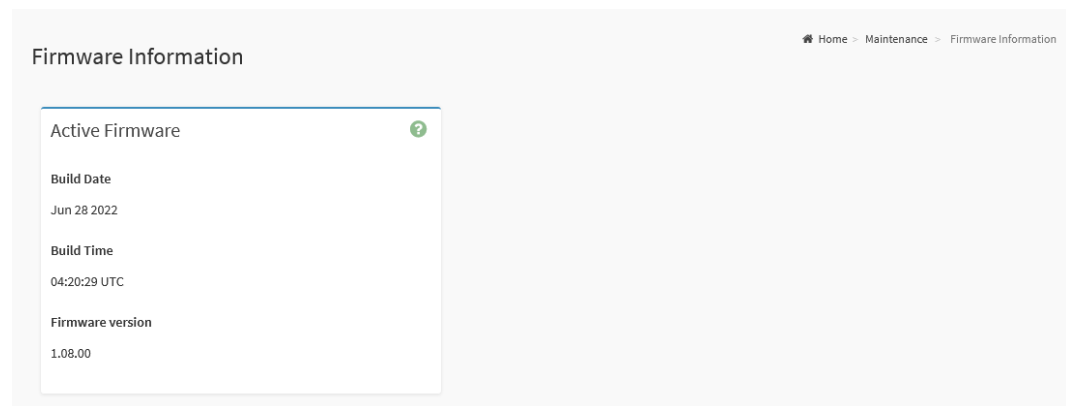 Home > Maintenance > Firmware Information
Firmware Information
Active Firmware
?
Build Date
Jun 28 2022
Build Time
04:20:29 UTC
Firmware version
1.08.00